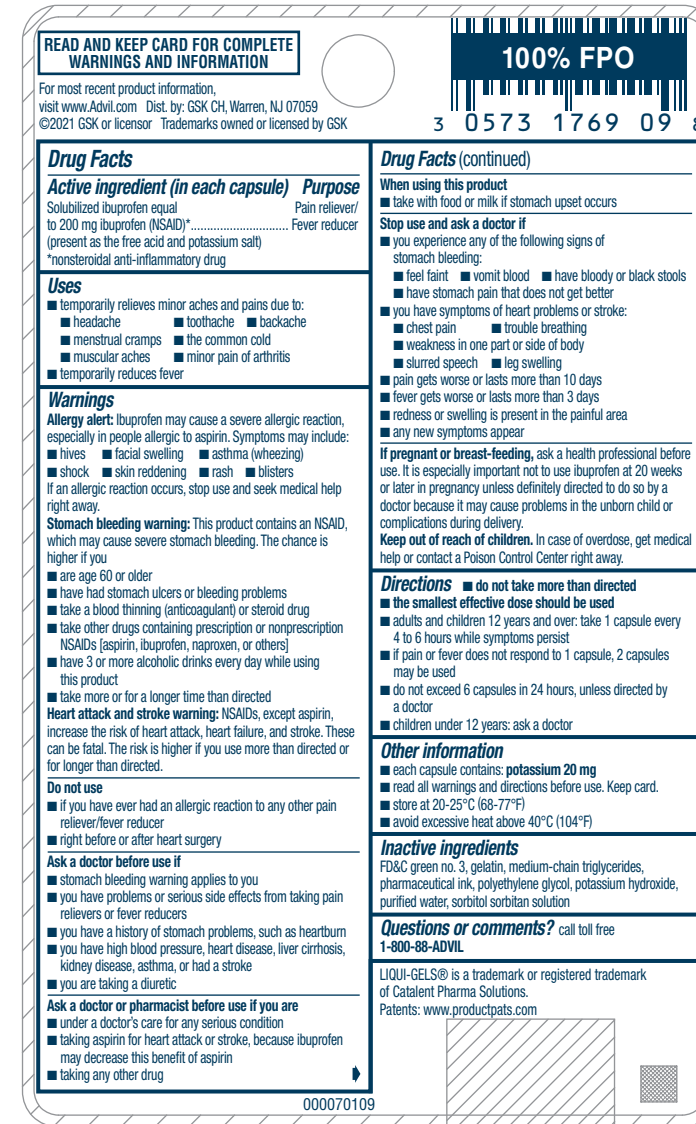 READ AND KEEP CARD FOR COMPLETE
WARNINGS AND INFORMATION
For most recent product information,
visit www.Advil.com Dist. by: GSK CH, Warren, NJ 07059
©2021 GSK or licensor Trademarks owned or licensed by GSK
100% FPO
3 0573 1769 09 8
Drug Facts
Active ingredient (in each capsule) Purpose
Solubilized ibuprofen equal Pain reliever/
to 200 mg ibuprofen (NSAID)*............................... Fever reducer
(present as the free acid and potassium salt)
*nonsteroidal anti-inflammatory drug
Uses
■ temporarily relieves minor aches and pains due to:
■ headache ■ toothache ■ backache
■ menstrual cramps ■ the common cold
■ muscular aches ■ minor pain of arthritis
■ temporarily reduces fever
Warnings
Allergy alert: Ibuprofen may cause a severe allergic reaction,
especially in people allergic to aspirin. Symptoms may include:
■ hives ■ facial swelling ■ asthma (wheezing)
■ shock ■ skin reddening ■ rash ■ blisters
If an allergic reaction occurs, stop use and seek medical help
right away.
Stomach bleeding warning: This product contains an NSAID,
which may cause severe stomach bleeding. The chance is
higher if you
■ are age 60 or older
■ have had stomach ulcers or bleeding problems
■ take a blood thinning (anticoagulant) or steroid drug
■ take other drugs containing prescription or nonprescription
NSAIDs [aspirin, ibuprofen, naproxen, or others]
■ have 3 or more alcoholic drinks every day while using
this product
■ take more or for a longer time than directed
Heart attack and stroke warning: NSAIDs, except aspirin,
increase the risk of heart attack, heart failure, and stroke. These
can be fatal. The risk is higher if you use more than directed or
for longer than directed.
Do not use
■ if you have ever had an allergic reaction to any other pain
reliever/fever reducer
■ right before or after heart surgery
Ask a doctor before use if
■ stomach bleeding warning applies to you
■ you have problems or serious side effects from taking pain
relievers or fever reducers
■ you have a history of stomach problems, such as heartburn
■ you have high blood pressure, heart disease, liver cirrhosis,
kidney disease, asthma, or had a stroke
■ you are taking a diuretic
Ask a doctor or pharmacist before use if you are
■ under a doctor's care for any serious condition
■ taking aspirin for heart attack or stroke, because ibuprofen
may decrease this benefit of aspirin
■ taking any other drug
Drug Facts (continued)
When using this product
■ take with food or milk if stomach upset occurs
Stop use and ask a doctor if
■ you experience any of the following signs of
stomach bleeding:
■ feel faint ■ vomit blood ■ have bloody or black stools
■ have stomach pain that does not get better
■ you have symptoms of heart problems or stroke:
■ chest pain ■ trouble breathing
■ weakness in one part or side of body
■ slurred speech ■ leg swelling
■ pain gets worse or lasts more than 10 days
■ fever gets worse or lasts more than 3 days
■ redness or swelling is present in the painful area
■ any new symptoms appear
If pregnant or breast-feeding, ask a health professional before
use. It is especially important not to use ibuprofen at 20 weeks
or later in pregnancy unless definitely directed to do so by a
doctor because it may cause problems in the unborn child or
complications during delivery.
Keep out of reach of children. In case of overdose, get medical
help or contact a Poison Control Center right away.
Directions ■ do not take more than directed
■ the smallest effective dose should be used
■ adults and children 12 years and over: take 1 capsule every
4 to 6 hours while symptoms persist
■ if pain or fever does not respond to 1 capsule, 2 capsules
may be used
■ do not exceed 6 capsules in 24 hours, unless directed by
a doctor
■ children under 12 years: ask a doctor
Other information
■ each capsule contains: potassium 20 mg
■ read all warnings and directions before use. Keep card.
■ store at 20-25°C (68-77°F)
■ avoid excessive heat above 40°C (104°F)
Inactive ingredients
FD&C green no. 3, gelatin, medium-chain triglycerides,
pharmaceutical ink, polyethylene glycol, potassium hydroxide,
purified water, sorbitol sorbitan solution
Questions or comments? call toll free
1-800-88-ADVIL
LIQUI-GELS® is a trademark or registered trademark
of Catalent Pharma Solutions.
Patents: www.productpats.com
000070109